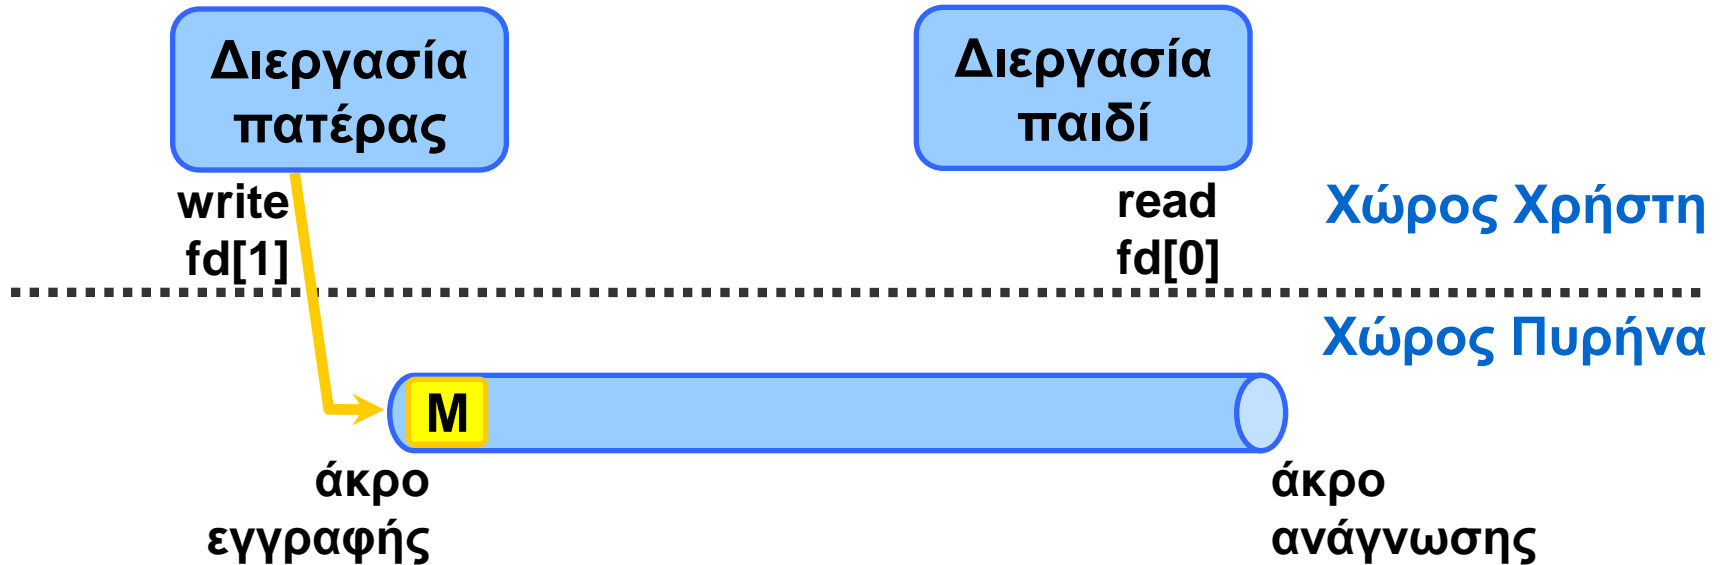 Διεργασία
πατέρας
Διεργασία
παιδί
write
fd[1]
read
fd[0]
Χώρος Χρήστη
Χώρος Πυρήνα
M
άκρο
εγγραφής
άκρο
ανάγνωσης